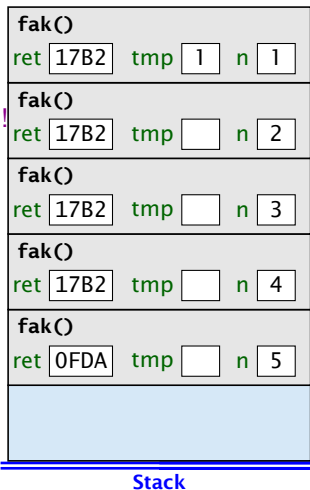 fak()
ret 17B2 tmp 1 n 1
fak()
!
ret 17B2 tmp n 2
fak()
ret 17B2 tmp n 3
fak()
ret 17B2 tmp n 4
fak()
ret 0FDA tmp n 5
Stack